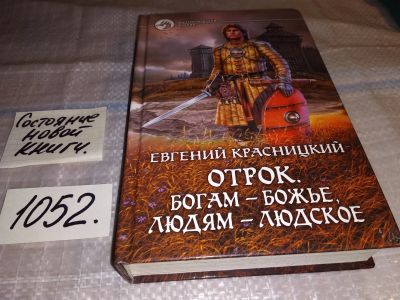 Состояние
новой
книги.
1052.
ЕВГЕНИЙ КРАСНИЦКИЙ
ОТРОК.
БОГАМ – БОЖЬЕ,
ЛЮДЯМ – ЛЮДСКОЕ